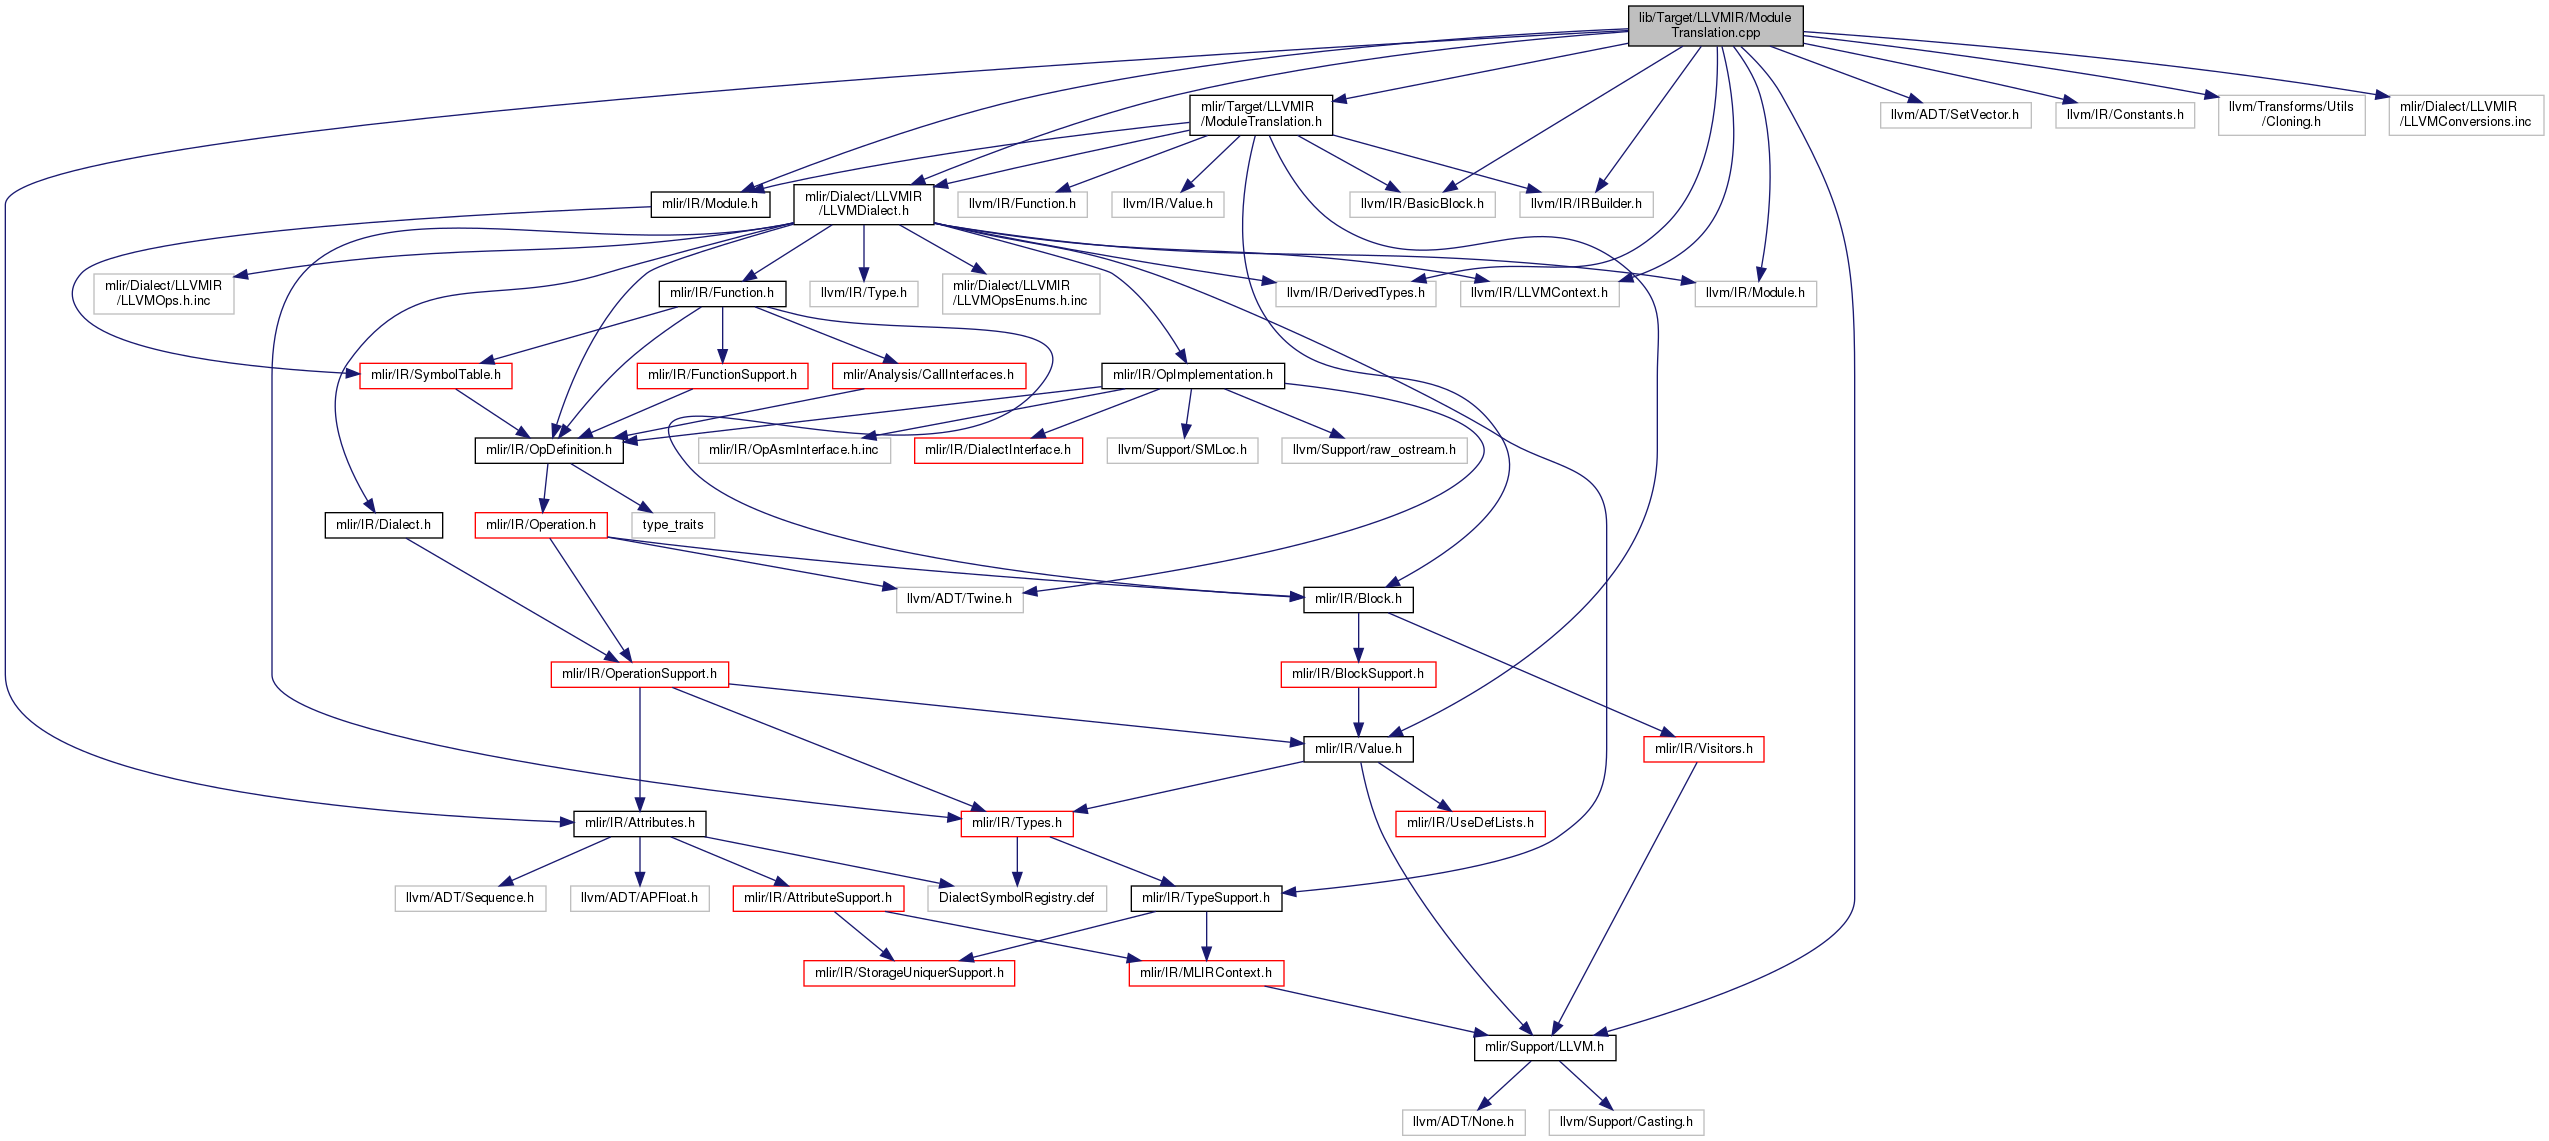 lib/Target/LLVMIR/Module
Translation.cpp
mlir/Target/LLVMIR
/ModuleTranslation.h
llvm/ADT/SetVector.h
llvm/IR/Constants.h
llvm/Transforms/Utils
/Cloning.h
mlir/Dialect/LLVMIR
/LLVMConversions.inc
mlir/IR/Module.h
mlir/Dialect/LLVMIR
/LLVMDialect.h
llvm/IR/Function.h
llvm/IR/Value.h
llvm/IR/BasicBlock.h
llvm/IR/IRBuilder.h
mlir/Dialect/LLVMIR
/LLVMOps.h.inc
mlir/IR/Function.h
llvm/IR/Type.h
mlir/Dialect/LLVMIR
/LLVMOpsEnums.h.inc
llvm/IR/DerivedTypes.h
llvm/IR/LLVMContext.h
llvm/IR/Module.h
mlir/IR/SymbolTable.h
mlir/IR/FunctionSupport.h
mlir/Analysis/CallInterfaces.h
mlir/IR/OpImplementation.h
mlir/IR/OpDefinition.h
mlir/IR/OpAsmInterface.h.inc
mlir/IR/DialectInterface.h
llvm/Support/SMLoc.h
llvm/Support/raw_ostream.h
mlir/IR/Dialect.h
mlir/IR/Operation.h
type_traits
llvm/ADT/Twine.h
mlir/IR/Block.h
mlir/IR/OperationSupport.h
mlir/IR/BlockSupport.h
mlir/IR/Value.h
mlir/IR/Visitors.h
mlir/IR/Attributes.h
mlir/IR/Types.h
mlir/IR/UseDefLists.h
llvm/ADT/Sequence.h
llvm/ADT/APFloat.h
mlir/IR/AttributeSupport.h
DialectSymbolRegistry.def
mlir/IR/TypeSupport.h
mlir/IR/StorageUniquerSupport.h
mlir/IR/MLIRContext.h
mlir/Support/LLVM.h
llvm/ADT/None.h
llvm/Support/Casting.h